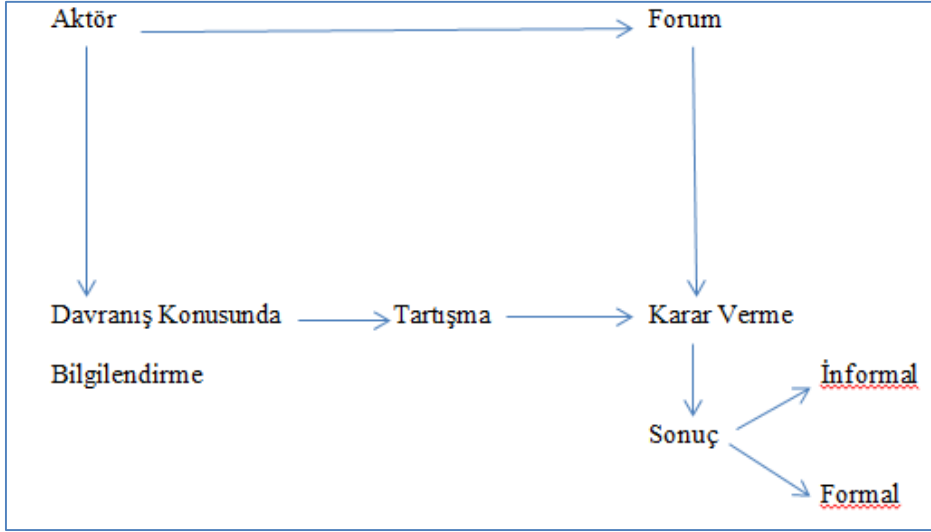 Aktör Forum
Davranış Konusunda Tartışma Karar Verme
Bilgilendirme İnformal
Sonuç
Formal